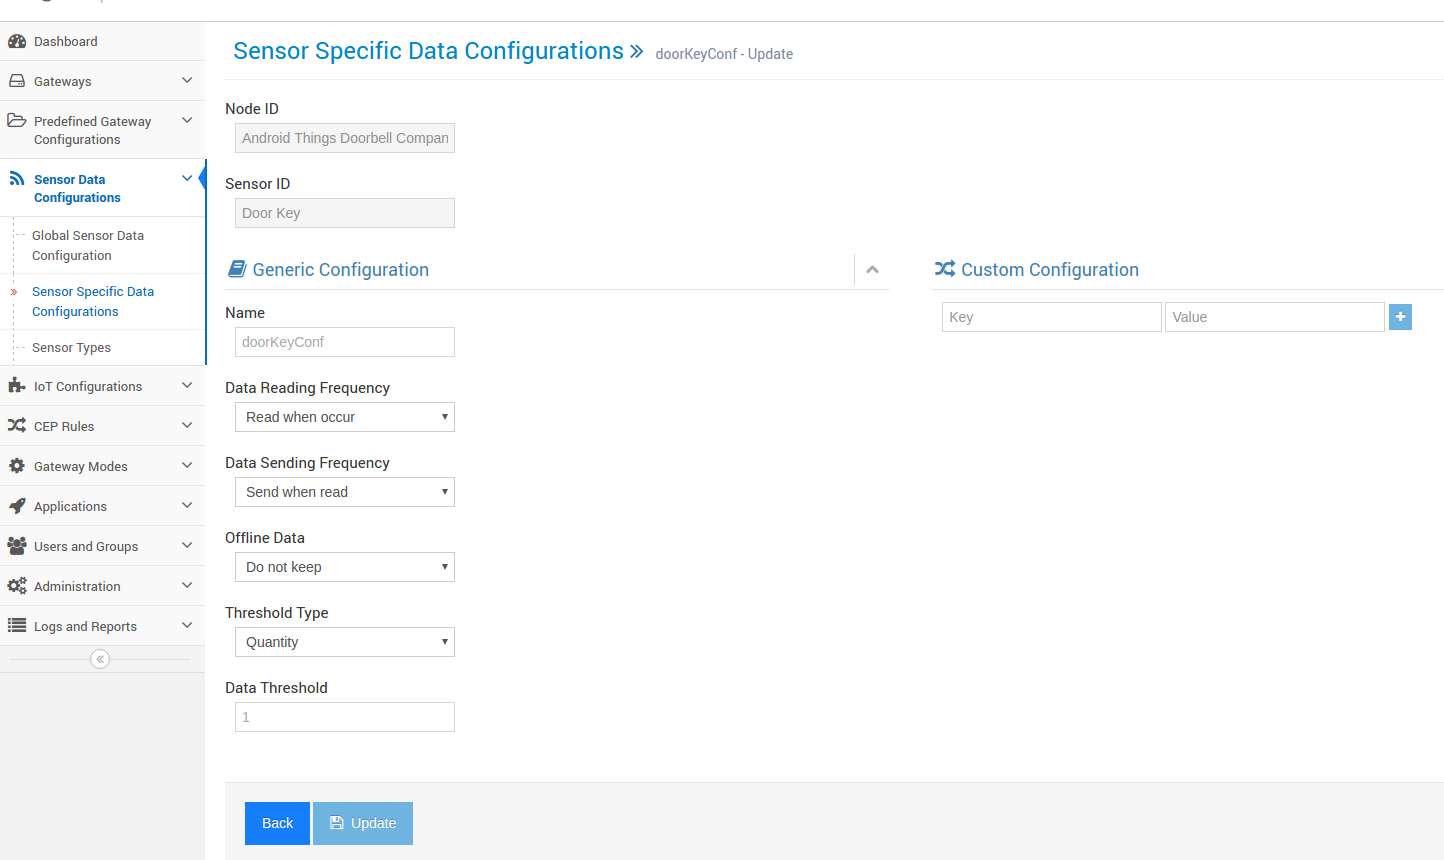 Dashboard
Gateways
Predefined Gateway
Configurations
Sensor Data
Configurations
Global Sensor Data
Configuration
Sensor Specific Data
Configurations
Sensor Types
IoT Configurations
CEP Rules
Gateway Modes
Applications
Users and Groups
Administration
Logs and Reports
Sensor Specific Data Configurations » doorKeyConf - Update
Node ID
Android Things Doorbell Compan
Sensor ID
Door Key
Generic Configuration
Name
doorKeyConf
Data Reading Frequency
Read when occur
Data Sending Frequency
Send when read
Offline Data
Do not keep
Threshold Type
Quantity
Data Threshold
1
Custom Configuration
Key Value
Back Update